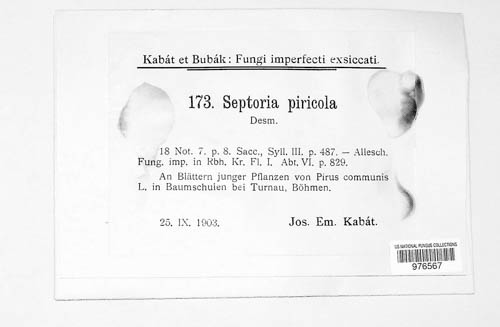 Kabát et Bubák: Fungi imperfecti exsiccati.
173. Septoria piricola
Desm.
18 Not. 7. p. 8. Sacc., Syll. III. p. 487. — Allesch.
Fung. imp. in Rbh. Kr. Fl. I. Abt. VI. p. 829.
An Blättern junger Pflanzen von Pirus communis
L. in Baumschulen bei Turnau, Böhmen.
25. IX. 1903. Jos. Em. Kabát.
US NATIONAL FUNGUS COLLECTIONS
976567